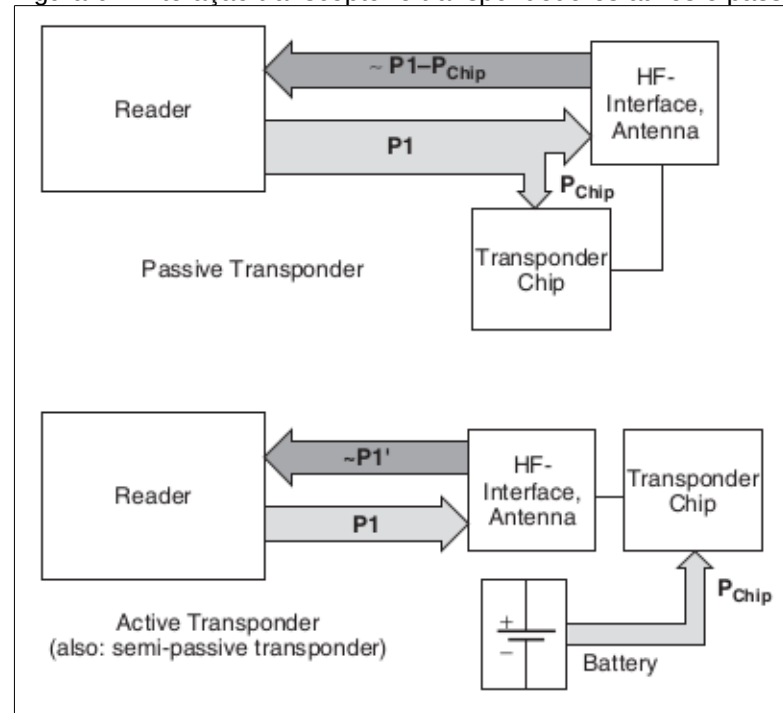 ~ P1–PChip
Reader
HF-
Interface,
Antenna
P1
PChip
Passive Transponder
Transponder
Chip
~P1'
Reader
HF-
Interface,
Antenna
Transponder
Chip
P1
PChip
Active Transponder
(also: semi-passive transponder)
+
–
Battery